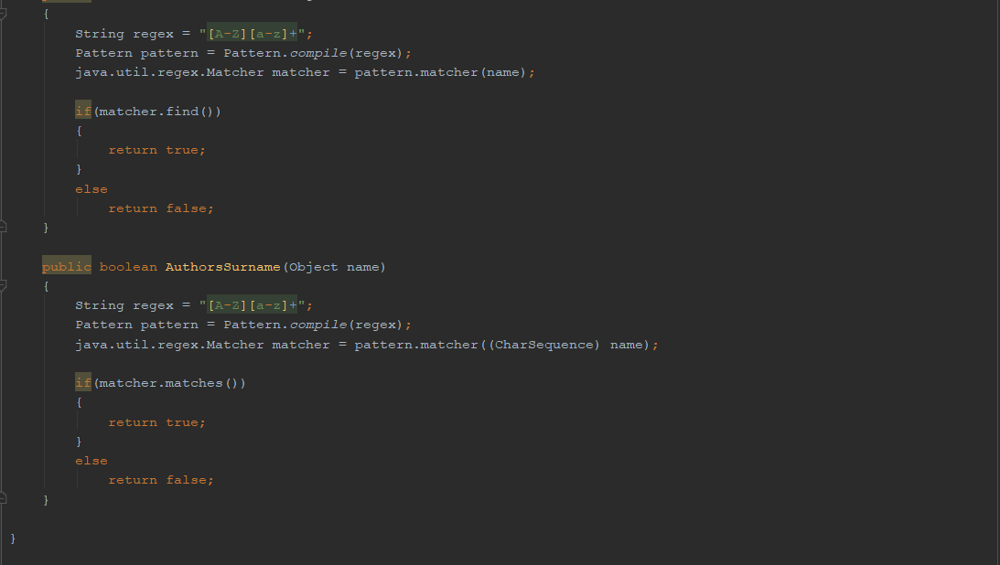 {
String regex = "[A-Z][a-z]+";
Pattern pattern = Pattern.compile(regex);
java.util.regex.Matcher matcher = pattern.matcher(name);
if(matcher.find())
{
return true;
}
else
return false;
}
public boolean AuthorsSurname(Object name)
{
String regex = "[A-Z][a-z]+";
Pattern pattern = Pattern.compile(regex);
java.util.regex.Matcher matcher = pattern.matcher((CharSequence) name);
if(matcher.matches())
{
return true;
}
else
return false;
}
}